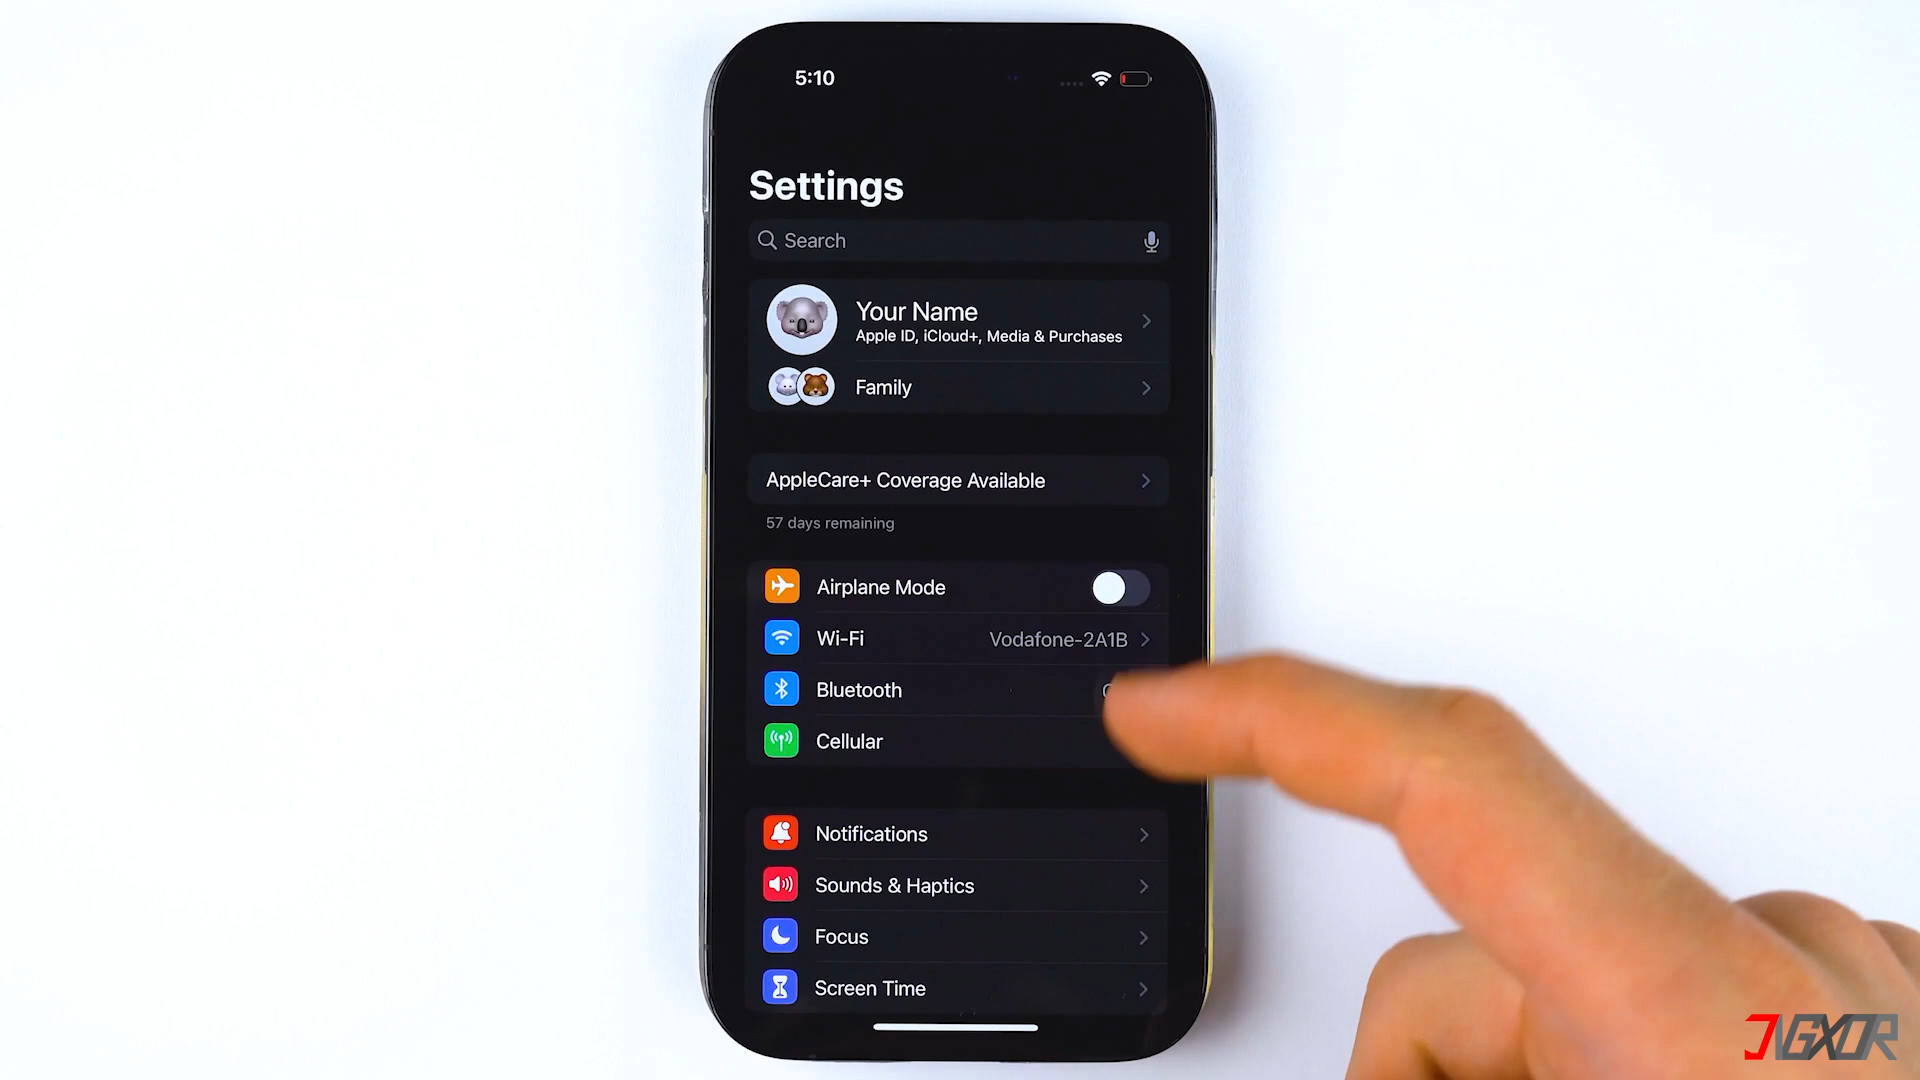 5:10
Settings
Search
Your Name
Apple ID, iCloud+, Media & Purchases
Family
AppleCare+ Coverage Available
57 days remaining
Airplane Mode
Wi-Fi Vodafone-2A1B
Bluetooth
Cellular
Notifications
Sounds & Haptics
Focus
Screen Time
JIGXOR